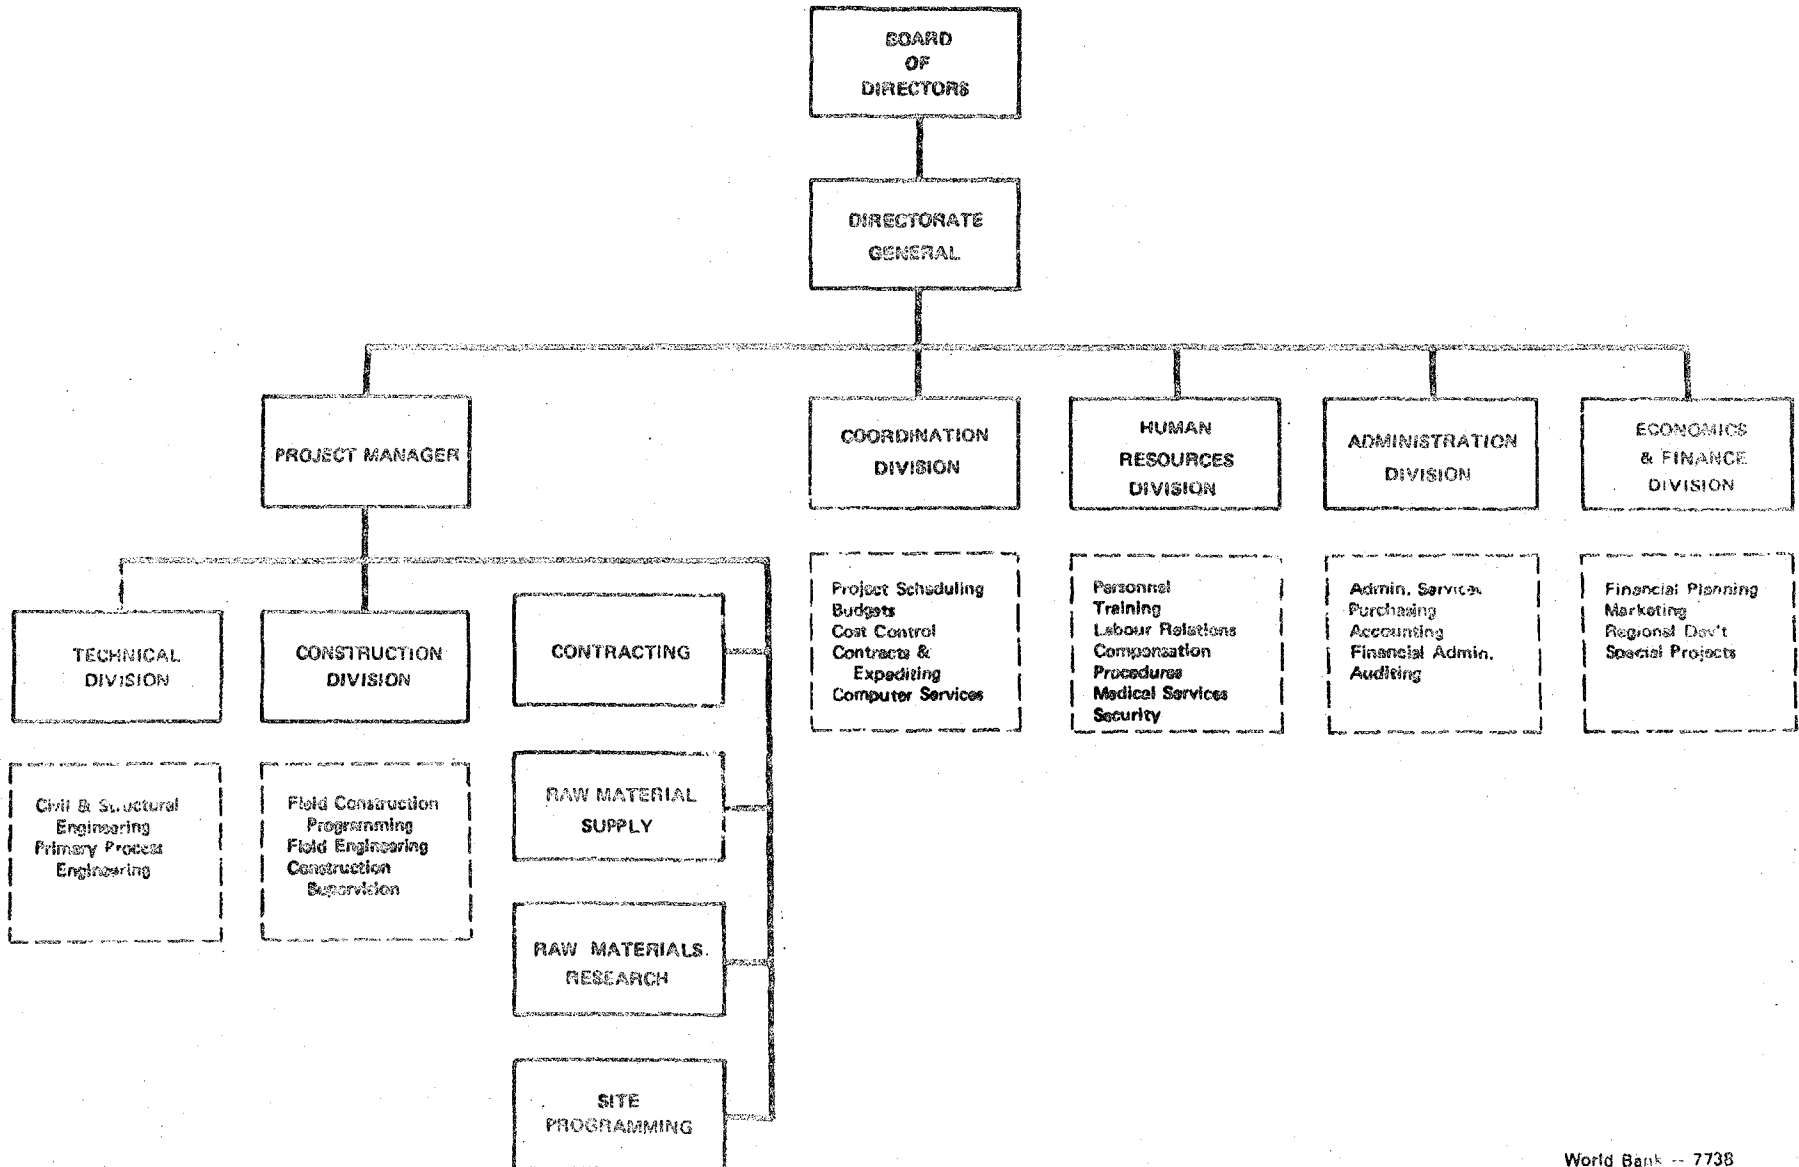 BOARD
OF
DIRECTORS
DIRECTORATE
GENERAL
PROJECT MANAGER
COORDINATION
DIVISION
HUMAN
RESOURCES
DIVISION
ADMINISTRATION
DIVISION
ECONOMICS
& FINANCE
DIVISION
TECHNICAL
DIVISION
CONSTRUCTION
DIVISION
CONTRACTING
RAW MATERIAL
SUPPLY
RAW MATERIALS.
RESEARCH
SITE
PROGRAMMING
Project Scheduling
Budgets
Cost Control
Contracts &
Expediting
Computer Services
Personnel
Training
Labour Relations
Compensation
Procedures
Medical Services
Security
Admin. Services
Purchasing
Accounting
Financial Admin.
Auditing
Financial Planning
Marketing
Regional Dev't
Special Projects
Civil & Structural
Engineering
Primary Process
Engineering
Field Construction
Programming
Field Engineering
Construction
Supervision
World Bank -- 7738